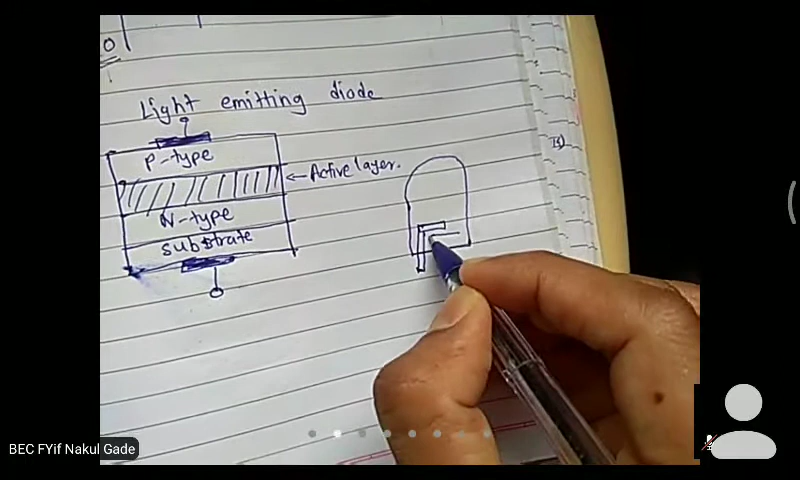 Light emitting diode
P-type
Active layer.
N-type
substrate
BEC FYif Nakul Gade